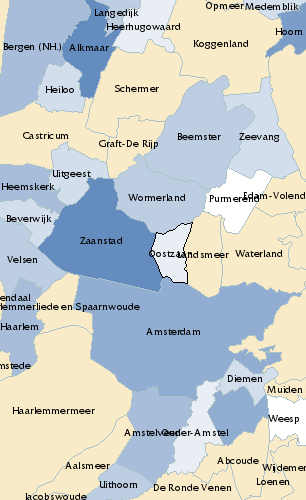 Opmeer
Medemblik
Langedijk
Heerhugowaard
Hoorn
Bergen (NH.)
Alkmaar
Koggenland
Heiloo
Schermer
Castricum
Beemster
Zeevang
Graft-De Rijp
Uitgeest
Heemskerk
Wormerland
Purmerend
Edam-Volend
Beverwijk
Zaanstad
Velsen
Oostzaan
Landsmeer
Waterland
endaal
lemmerliede en Spaarnwoude
Haarlem
Amsterdam
mstede
Diemen
Muiden
Haarlemmermeer
Weesp
Amstelveen
Ouder-Amstel
Aalsmeer
Abcoude
Wijdemer
Uithoorn
De Ronde Venen
Loenen
Jacobswoude